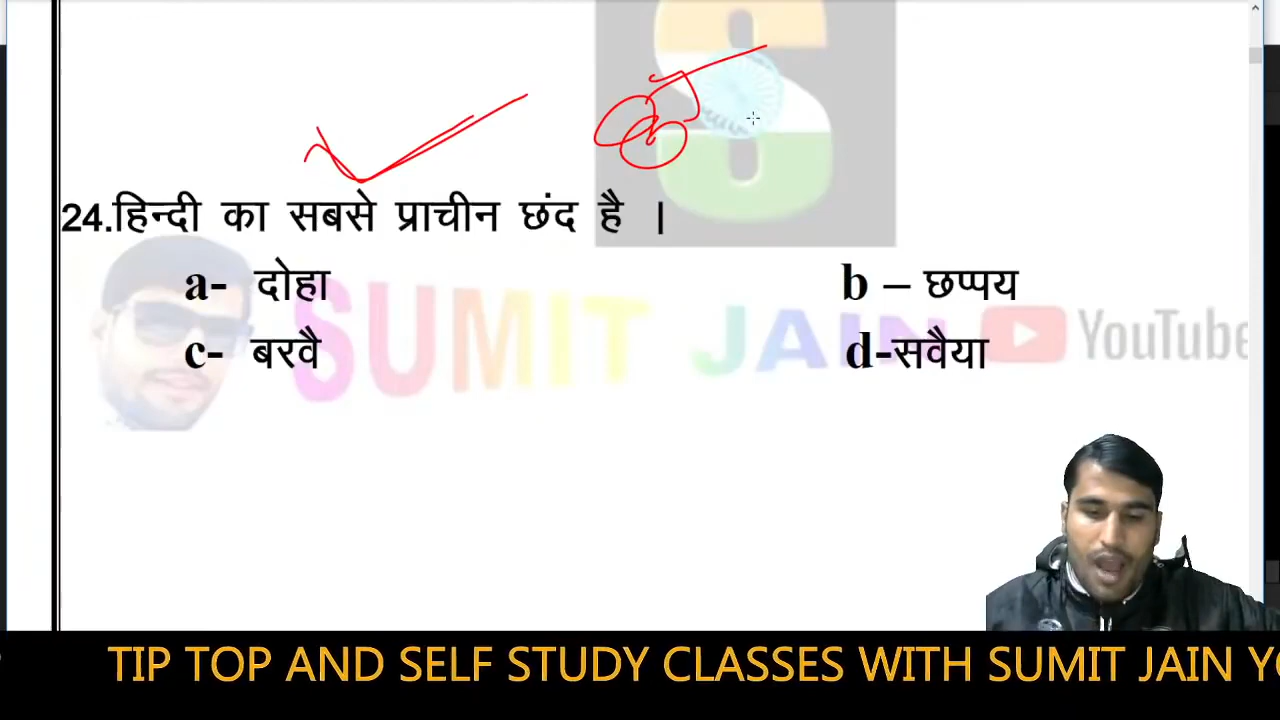 24.हिन्दी का सबसे प्राचीन छंद है ।
a- दोहा b – छप्पय
c- बरवै d-सवैया
SUMIT JAIN YouTube
TIP TOP AND SELF STUDY CLASSES WITH SUMIT JAIN